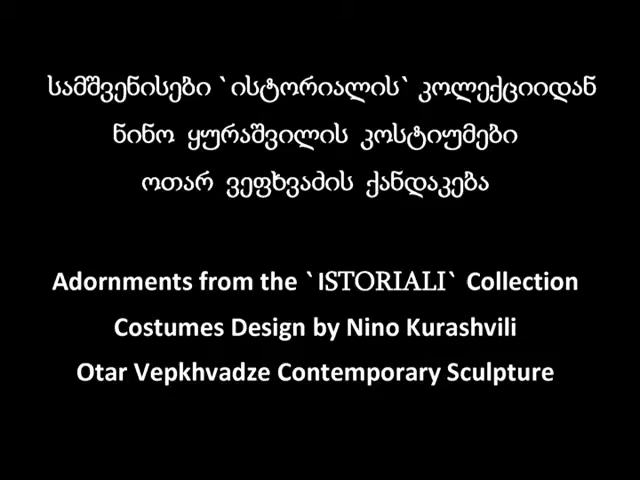 სამშვენისები `ისტორიალის` კოლექციიდან
ნინო ყურაშვილის კოსტიუმები
ოთარ ვეფხვაძის ქანდაკება
Adornments from the `ISTORIALI` Collection
Costumes Design by Nino Kurashvili
Otar Vepkhvadze Contemporary Sculpture